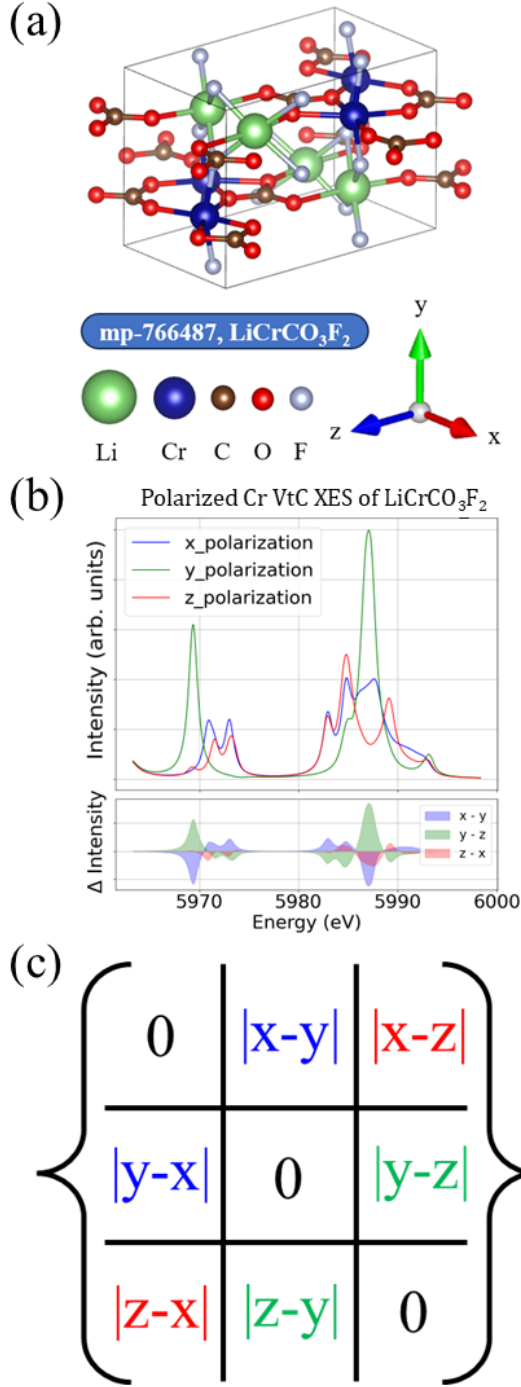 (a)
mp-766487, LiCrCO₃F₂
Li Cr C O F
y
z
x
(b)
Polarized Cr VtC XES of LiCrCO₃F₂
x_polarization
y_polarization
z_polarization
Intensity (arb. units)
Δ Intensity
x - y
y - z
z - x
5970 5980 5990 6000
Energy (eV)
(c)
0 |x-y| |x-z|
|y-x| 0 |y-z|
|z-x| |z-y| 0